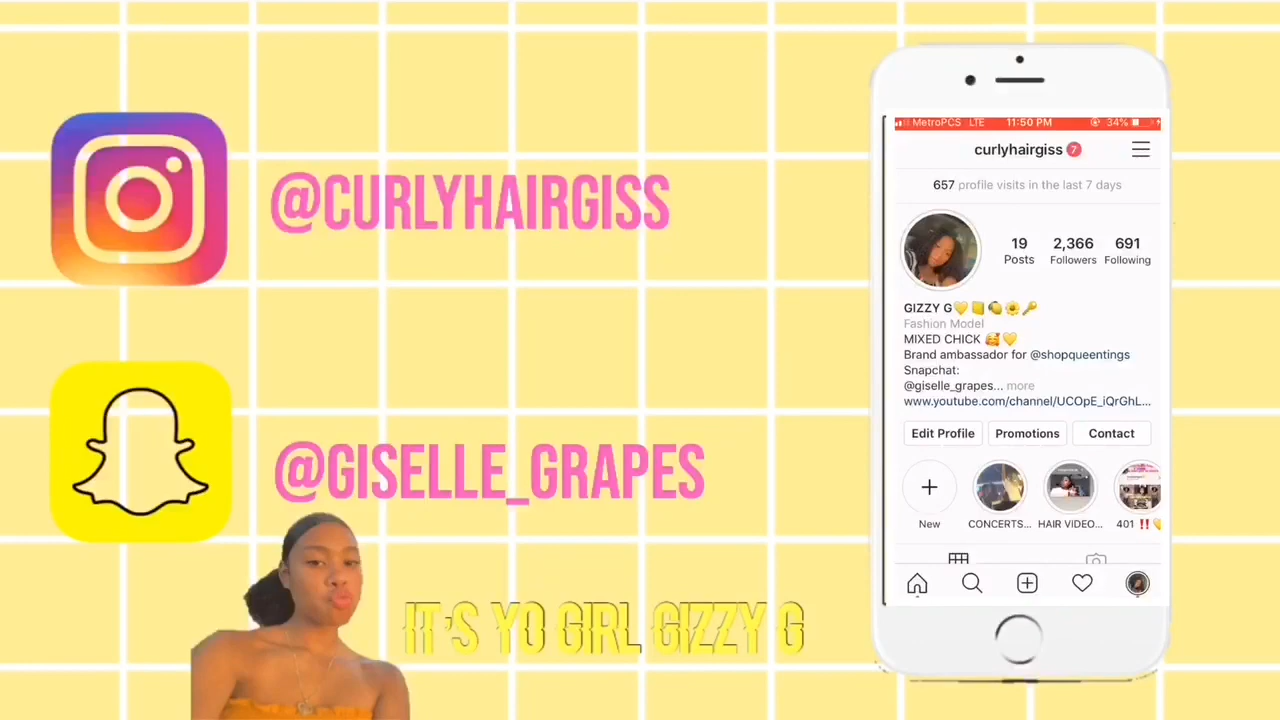 @CURLYHAIRGISS
@GISELLE_GRAPES
IT'S YO GIRL GIZZY G
MetroPCS LTE 11:50 PM 34%
curlyhairgiss 7
657 profile visits in the last 7 days
19 2,366 691
Posts Followers Following
GIZZY G💛📒🍋🌼🔑
Fashion Model
MIXED CHICK 🥰💛
Brand ambassador for @shopqueentings
Snapchat:
@giselle_grapes... more
www.youtube.com/channel/UCOpE_iQrGhL...
Edit Profile Promotions Contact
New CONCERTS... HAIR VIDEO... 401 ‼️💛